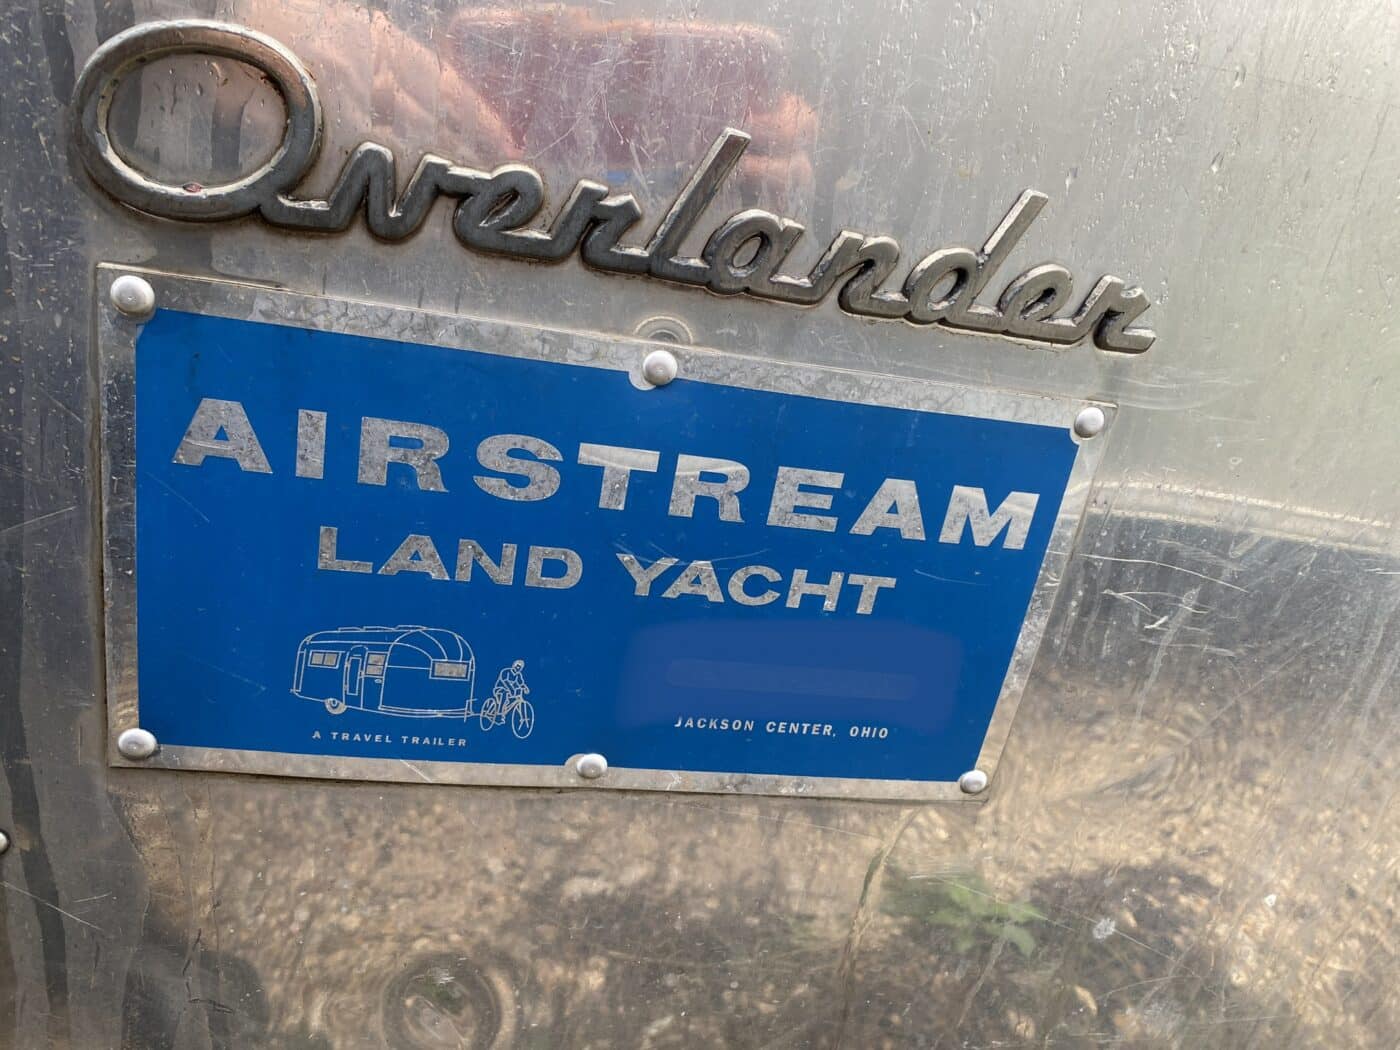 Overlander
AIRSTREAM
LAND YACHT
A TRAVEL TRAILER
JACKSON CENTER, OHIO